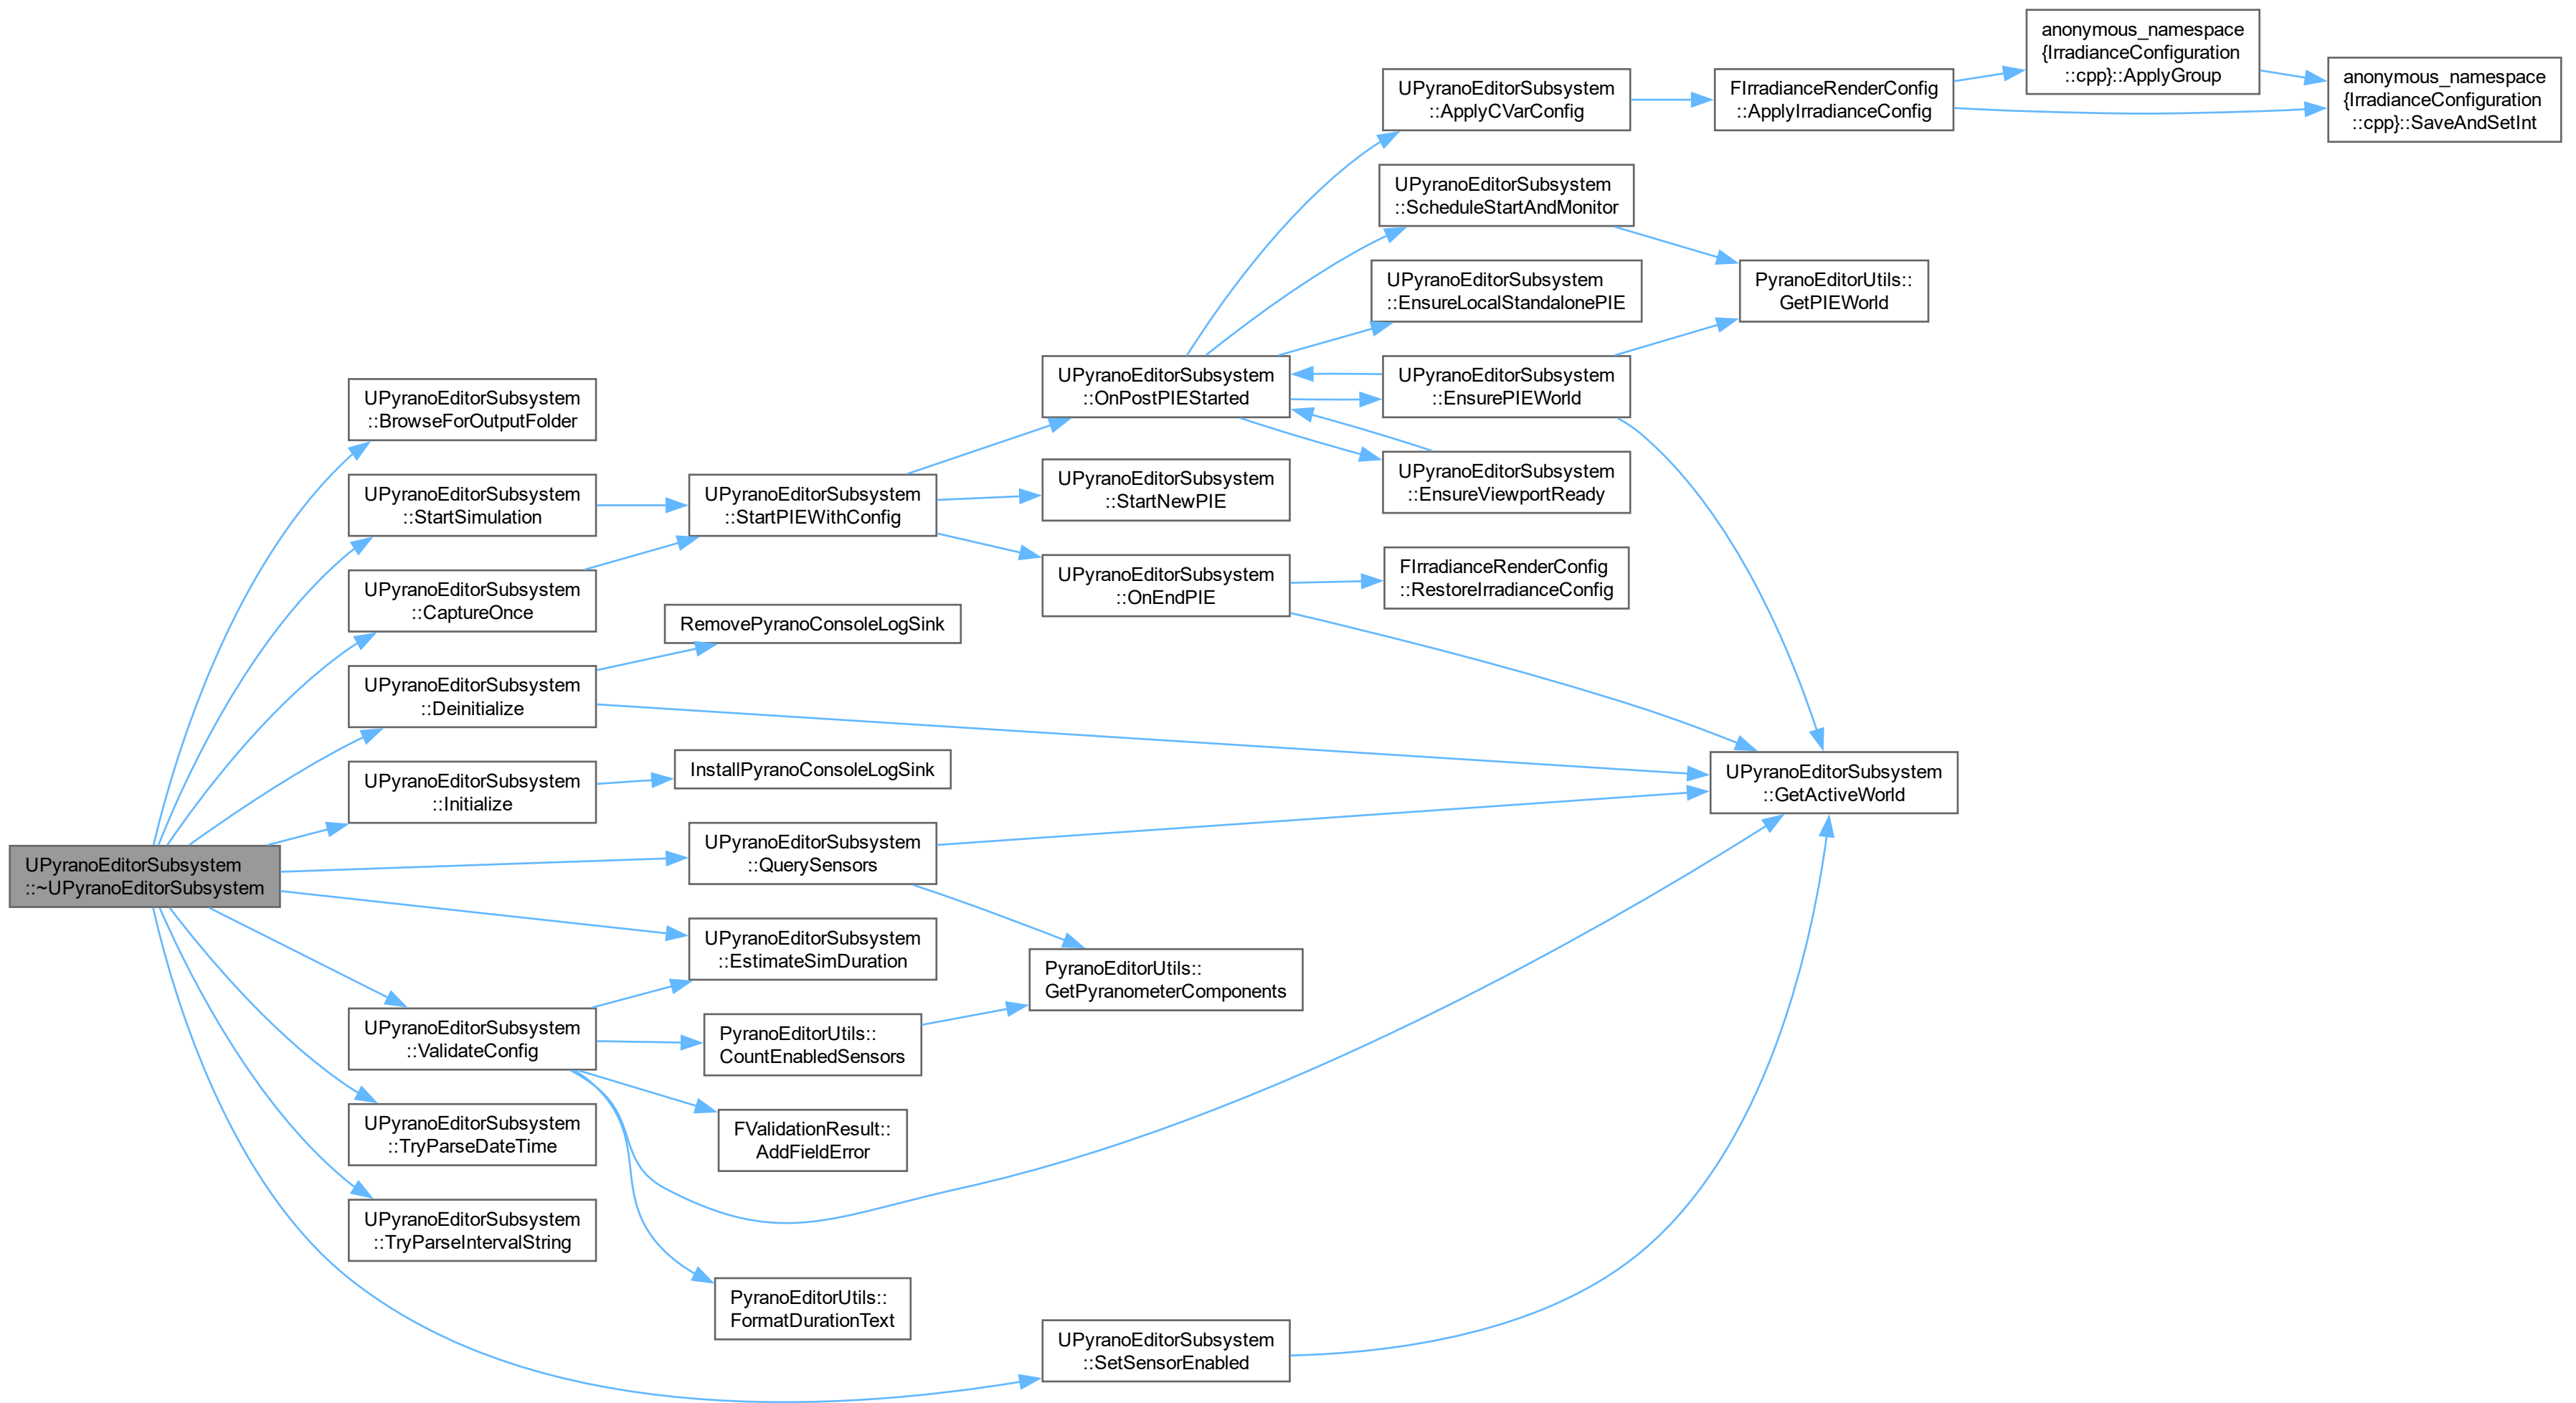 anonymous_namespace
{IrradianceConfiguration
::cpp}::ApplyGroup
anonymous_namespace
{IrradianceConfiguration
::cpp}::SaveAndSetInt
UPyranoEditorSubsystem
::ApplyCVarConfig
FIrradianceRenderConfig
::ApplyIrradianceConfig
UPyranoEditorSubsystem
::ScheduleStartAndMonitor
UPyranoEditorSubsystem
::EnsureLocalStandalonePIE
PyranoEditorUtils::
GetPIEWorld
UPyranoEditorSubsystem
::OnPostPIEStarted
UPyranoEditorSubsystem
::EnsurePIEWorld
UPyranoEditorSubsystem
::BrowseForOutputFolder
UPyranoEditorSubsystem
::EnsureViewportReady
UPyranoEditorSubsystem
::StartSimulation
UPyranoEditorSubsystem
::StartPIEWithConfig
UPyranoEditorSubsystem
::StartNewPIE
UPyranoEditorSubsystem
::CaptureOnce
UPyranoEditorSubsystem
::OnEndPIE
FIrradianceRenderConfig
::RestoreIrradianceConfig
RemovePyranoConsoleLogSink
UPyranoEditorSubsystem
::Deinitialize
UPyranoEditorSubsystem
::Initialize
InstallPyranoConsoleLogSink
UPyranoEditorSubsystem
::GetActiveWorld
UPyranoEditorSubsystem
::~UPyranoEditorSubsystem
UPyranoEditorSubsystem
::QuerySensors
UPyranoEditorSubsystem
::EstimateSimDuration
PyranoEditorUtils::
GetPyranometerComponents
UPyranoEditorSubsystem
::ValidateConfig
PyranoEditorUtils::
CountEnabledSensors
UPyranoEditorSubsystem
::TryParseDateTime
FValidationResult::
AddFieldError
UPyranoEditorSubsystem
::TryParseIntervalString
PyranoEditorUtils::
FormatDurationText
UPyranoEditorSubsystem
::SetSensorEnabled